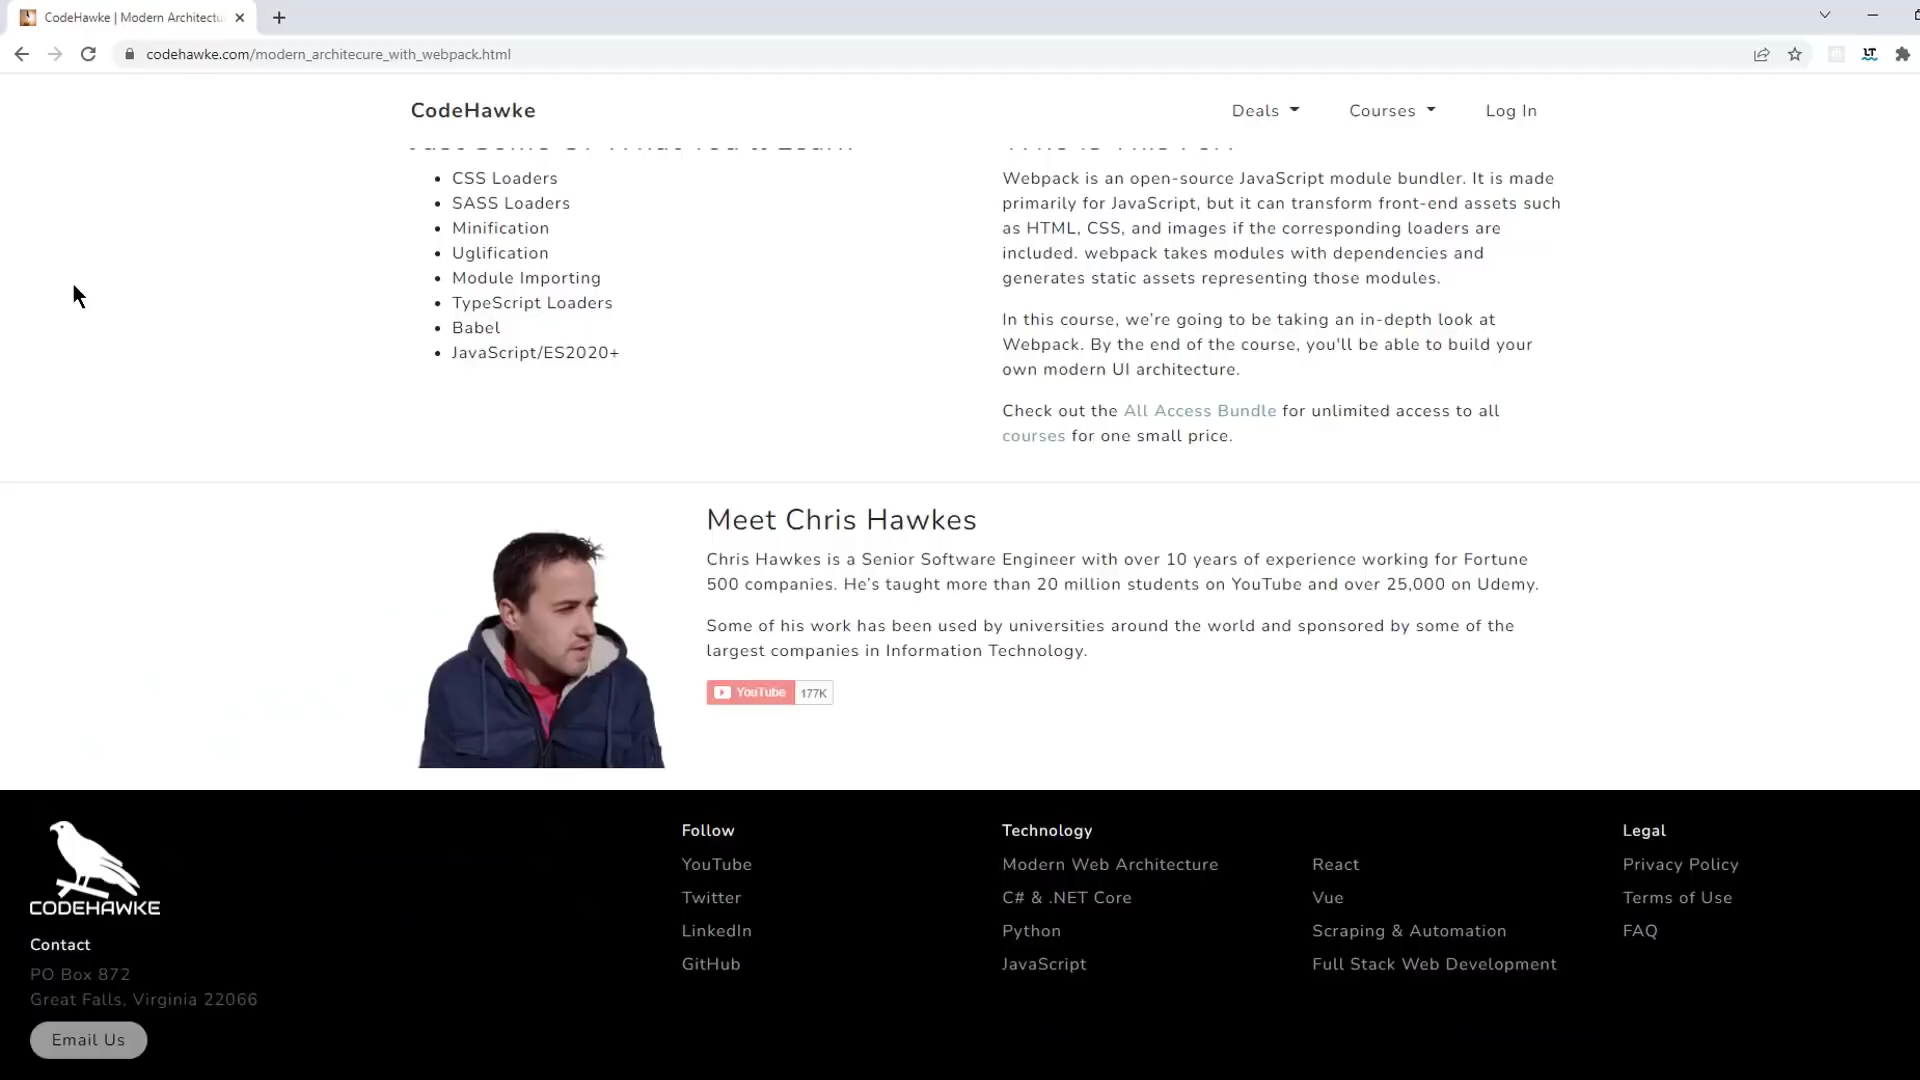 CodeHawke | Modern Architectu
codehawke.com/modern_architecure_with_webpack.html
CodeHawke
Deals
Courses
Log In
CSS Loaders
SASS Loaders
Minification
Uglification
Module Importing
TypeScript Loaders
Babel
JavaScript/ES2020+
Webpack is an open-source JavaScript module bundler. It is made
primarily for JavaScript, but it can transform front-end assets such
as HTML, CSS, and images if the corresponding loaders are
included. webpack takes modules with dependencies and
generates static assets representing those modules.
In this course, we’re going to be taking an in-depth look at
Webpack. By the end of the course, you'll be able to build your
own modern UI architecture.
Check out the All Access Bundle for unlimited access to all
courses for one small price.
Meet Chris Hawkes
Chris Hawkes is a Senior Software Engineer with over 10 years of experience working for Fortune
500 companies. He’s taught more than 20 million students on YouTube and over 25,000 on Udemy.
Some of his work has been used by universities around the world and sponsored by some of the
largest companies in Information Technology.
YouTube 177K
CODEHAWKE
Contact
PO Box 872
Great Falls, Virginia 22066
Email Us
Follow
YouTube
Twitter
LinkedIn
GitHub
Technology
Modern Web Architecture
C# & .NET Core
Python
JavaScript
React
Vue
Scraping & Automation
Full Stack Web Development
Legal
Privacy Policy
Terms of Use
FAQ